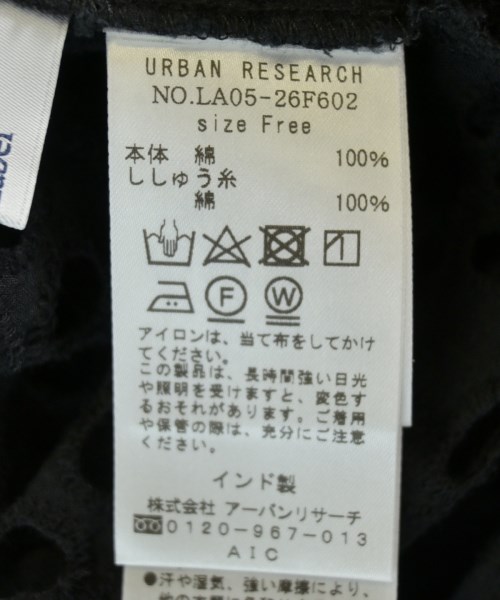 URBAN RESEARCH
NO.LA05-26F602
size Free
本体 綿 100%
ししゅう糸
綿 100%
F W
アイロンは、当て布をしてかけ
てください。
この製品は、長時間強い日光
や照明を受けますと、変色す
るおそれがあります。ご着用
や保管の際は、充分にご注意
ください。
インド製
株式会社 アーバンリサーチ
0120-967-013
AIC
●汗や湿気、強い摩擦により、